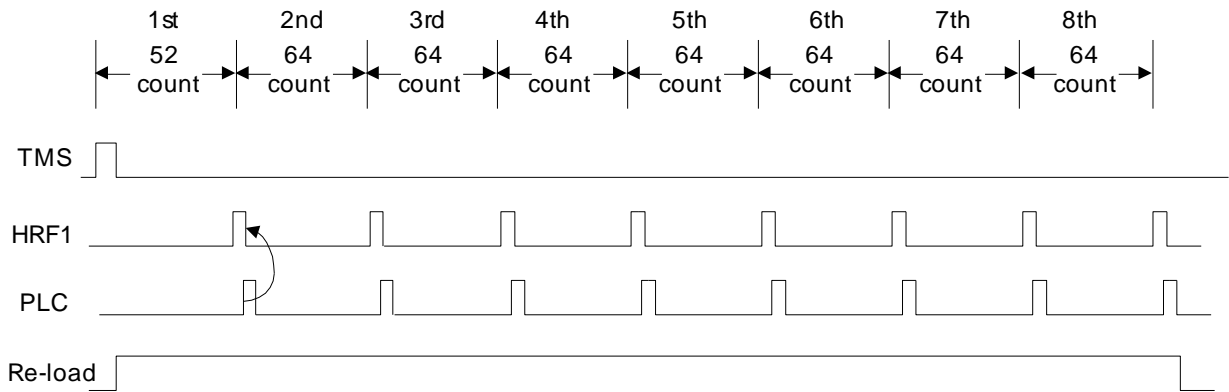 1st 2nd 3rd 4th 5th 6th 7th 8th
52 64 64 64 64 64 64 64
count count count count count count count count
TMS
HRF1
PLC
Re-load